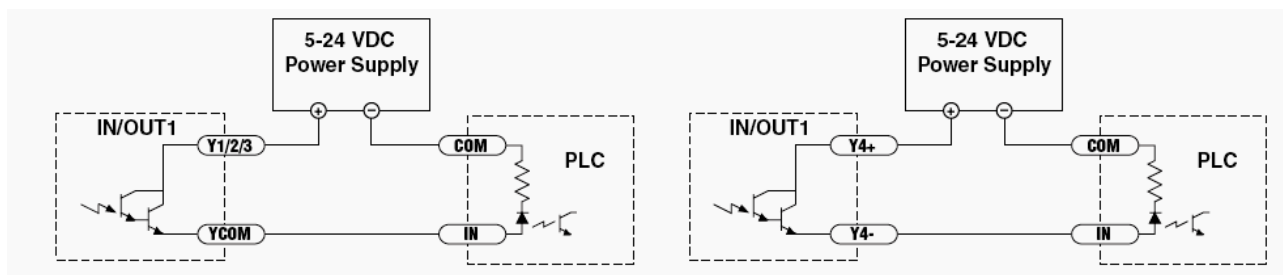 5-24 VDC
Power Supply
+ −
IN/OUT1
Y1/2/3
COM
PLC
YCOM
IN
5-24 VDC
Power Supply
+ −
IN/OUT1
Y4+
COM
PLC
Y4-
IN